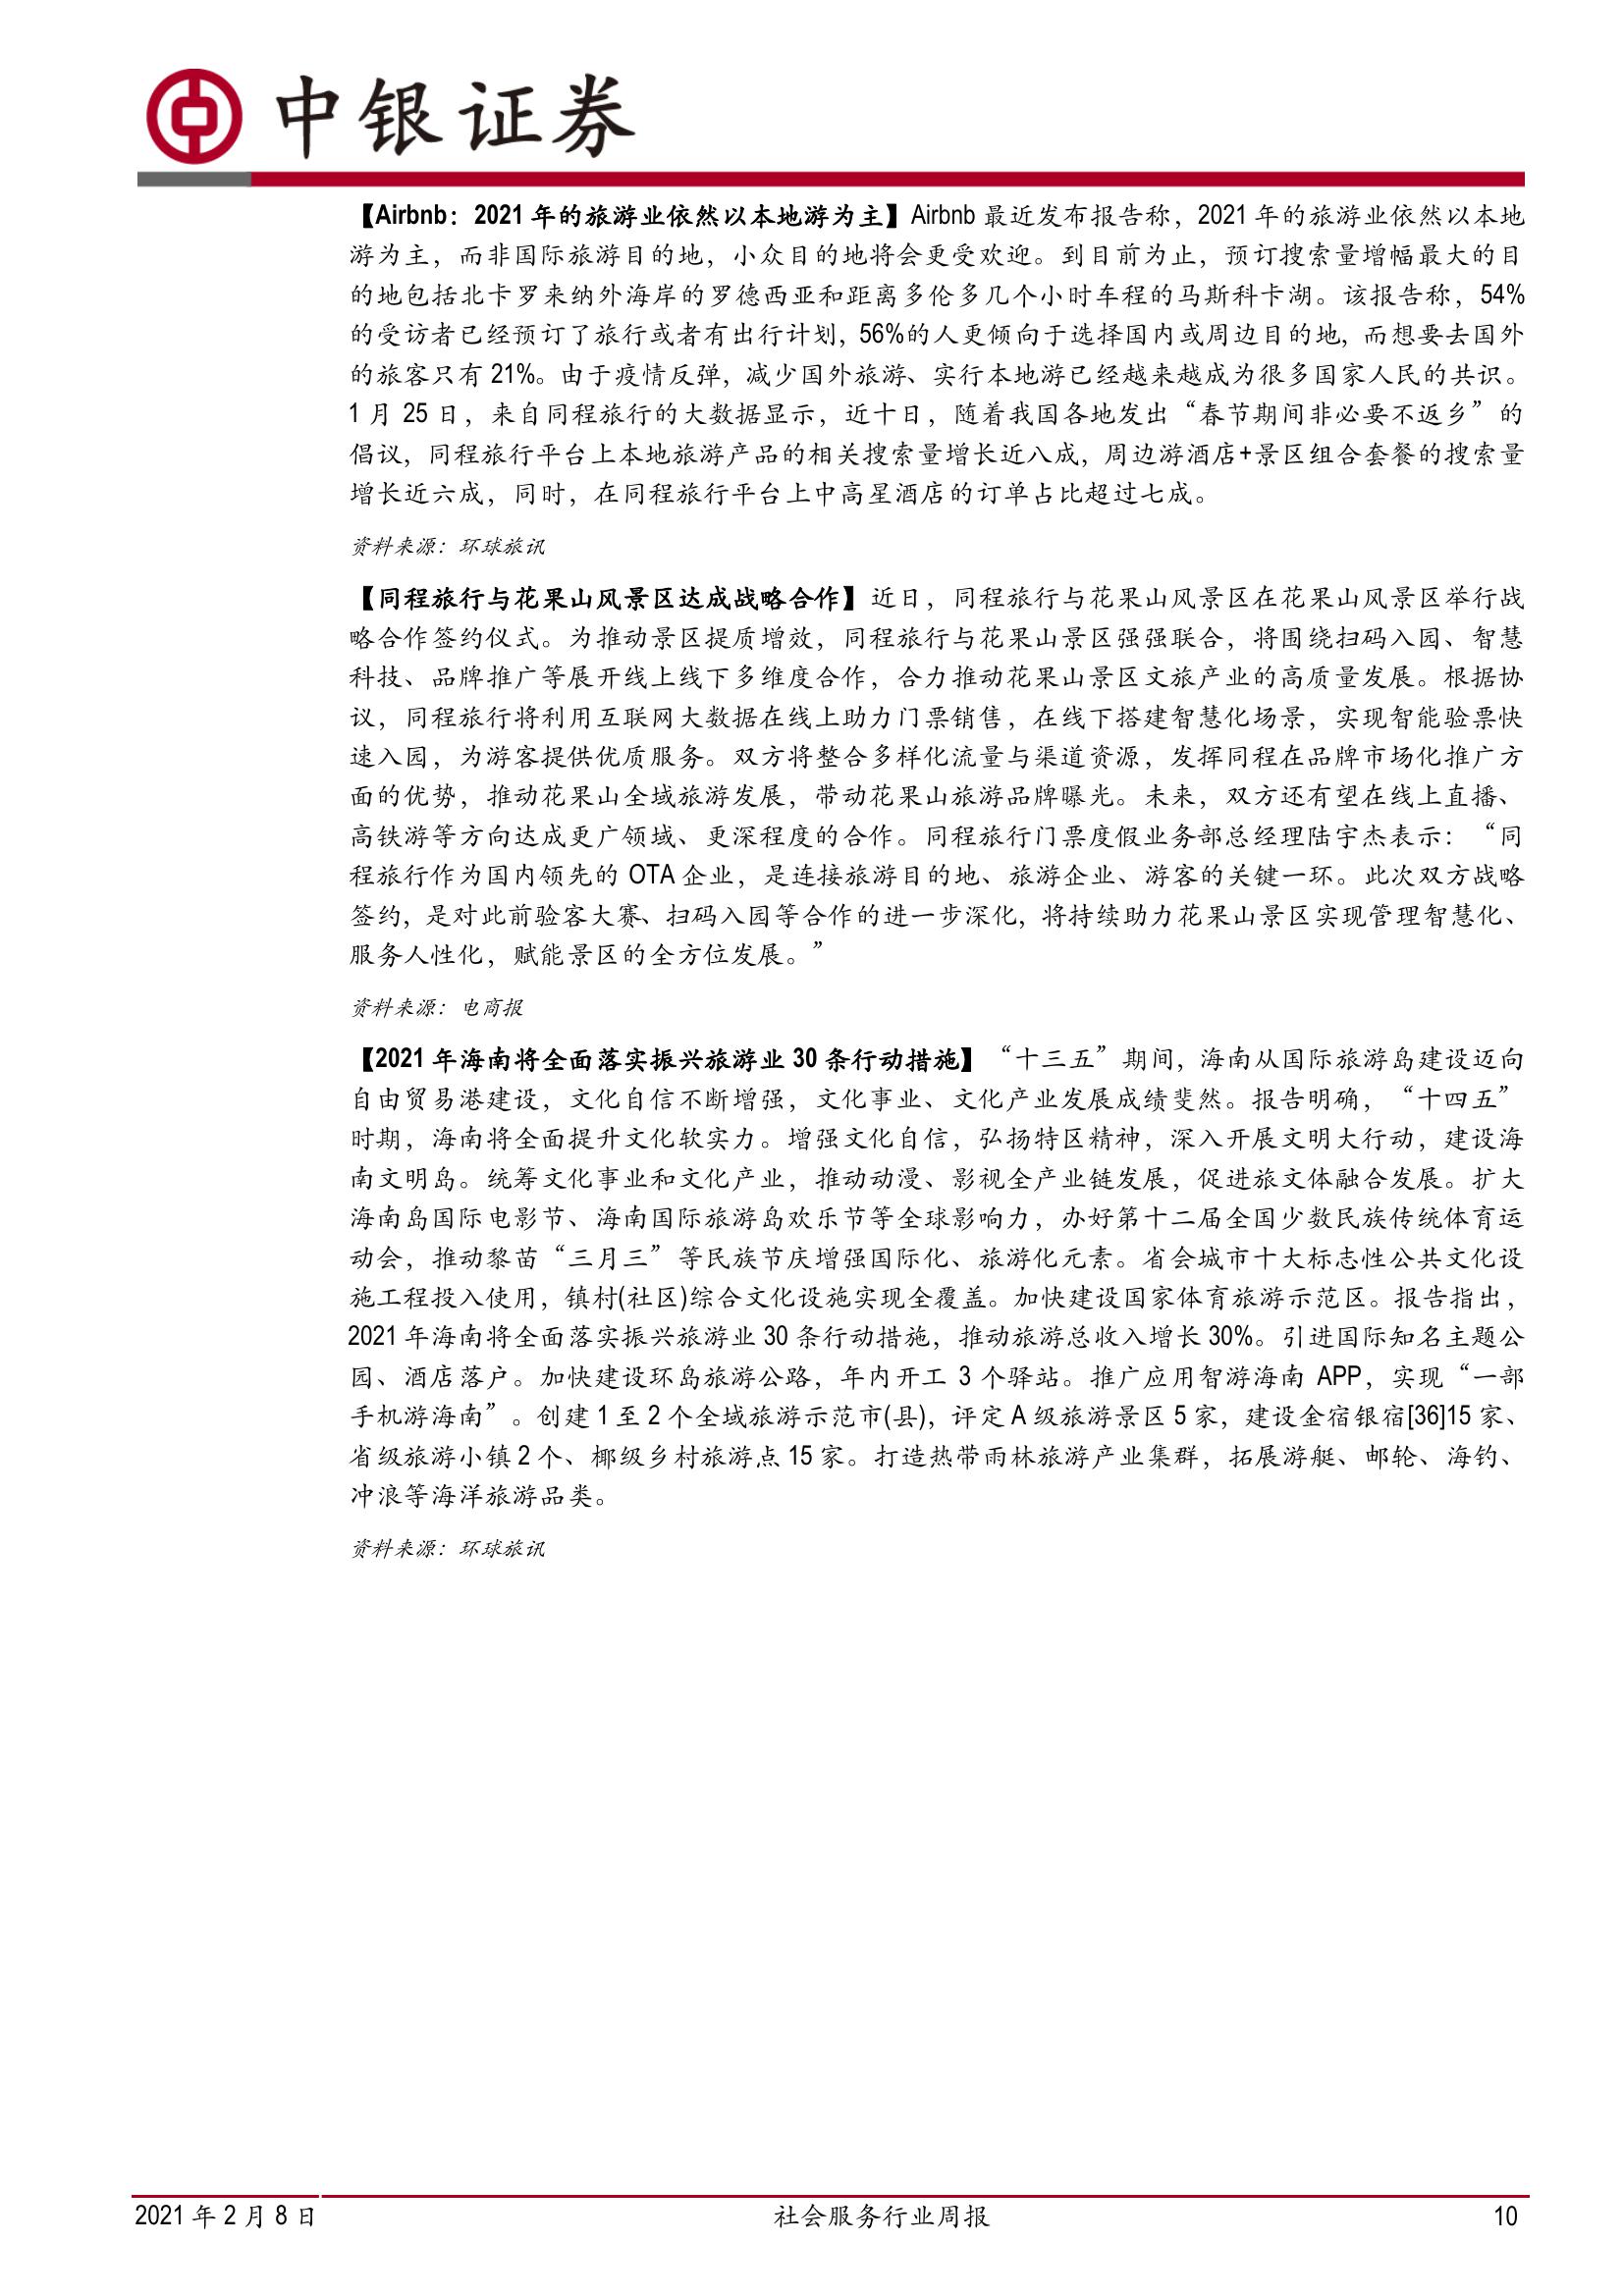 中银证券
【Airbnb：2021 年的旅游业依然以本地游为主】Airbnb 最近发布报告称，2021 年的旅游业依然以本地
游为主，而非国际旅游目的地，小众目的地将会更受欢迎。到目前为止，预订搜索量增幅最大的目
的地包括北卡罗来纳外海岸的罗德西亚和距离多伦多几个小时车程的马斯科卡湖。该报告称，54%
的受访者已经预订了旅行或者有出行计划，56%的人更倾向于选择国内或周边目的地，而想要去国外
的旅客只有 21%。由于疫情反弹，减少国外旅游、实行本地游已经越来越成为很多国家人民的共识。
1 月 25 日，来自同程旅行的大数据显示，近十日，随着我国各地发出“春节期间非必要不返乡”的
倡议，同程旅行平台上本地旅游产品的相关搜索量增长近八成，周边游酒店+景区组合套餐的搜索量
增长近六成，同时，在同程旅行平台上中高星酒店的订单占比超过七成。
资料来源：环球旅讯
【同程旅行与花果山风景区达成战略合作】近日，同程旅行与花果山风景区在花果山风景区举行战
略合作签约仪式。为推动景区提质增效，同程旅行与花果山景区强强联合，将围绕扫码入园、智慧
科技、品牌推广等展开线上线下多维度合作，合力推动花果山景区文旅产业的高质量发展。根据协
议，同程旅行将利用互联网大数据在线上助力门票销售，在线下搭建智慧化场景，实现智能验票快
速入园，为游客提供优质服务。双方将整合多样化流量与渠道资源，发挥同程在品牌市场化推广方
面的优势，推动花果山全域旅游发展，带动花果山旅游品牌曝光。未来，双方还有望在线上直播、
高铁游等方向达成更广领域、更深程度的合作。同程旅行门票度假业务部总经理陆宇杰表示：“同
程旅行作为国内领先的 OTA 企业，是连接旅游目的地、旅游企业、游客的关键一环。此次双方战略
签约，是对此前验客大赛、扫码入园等合作的进一步深化，将持续助力花果山景区实现管理智慧化、
服务人性化，赋能景区的全方位发展。”
资料来源：电商报
【2021 年海南将全面落实振兴旅游业 30 条行动措施】“十三五”期间，海南从国际旅游岛建设迈向
自由贸易港建设，文化自信不断增强，文化事业、文化产业发展成绩斐然。报告明确，“十四五”
时期，海南将全面提升文化软实力。增强文化自信，弘扬特区精神，深入开展文明大行动，建设海
南文明岛。统筹文化事业和文化产业，推动动漫、影视全产业链发展，促进旅文体融合发展。扩大
海南岛国际电影节、海南国际旅游岛欢乐节等全球影响力，办好第十二届全国少数民族传统体育运
动会，推动黎苗“三月三”等民族节庆增强国际化、旅游化元素。省会城市十大标志性公共文化设
施工程投入使用，镇村(社区)综合文化设施实现全覆盖。加快建设国家体育旅游示范区。报告指出，
2021 年海南将全面落实振兴旅游业 30 条行动措施，推动旅游总收入增长 30%。引进国际知名主题公
园、酒店落户。加快建设环岛旅游公路，年内开工 3 个驿站。推广应用智游海南 APP，实现“一部
手机游海南”。创建 1 至 2 个全域旅游示范市(县)，评定 A 级旅游景区 5 家，建设金宿银宿[36]15 家、
省级旅游小镇 2 个、椰级乡村旅游点 15 家。打造热带雨林旅游产业集群，拓展游艇、邮轮、海钓、
冲浪等海洋旅游品类。
资料来源：环球旅讯
2021 年 2 月 8 日 社会服务行业周报 10